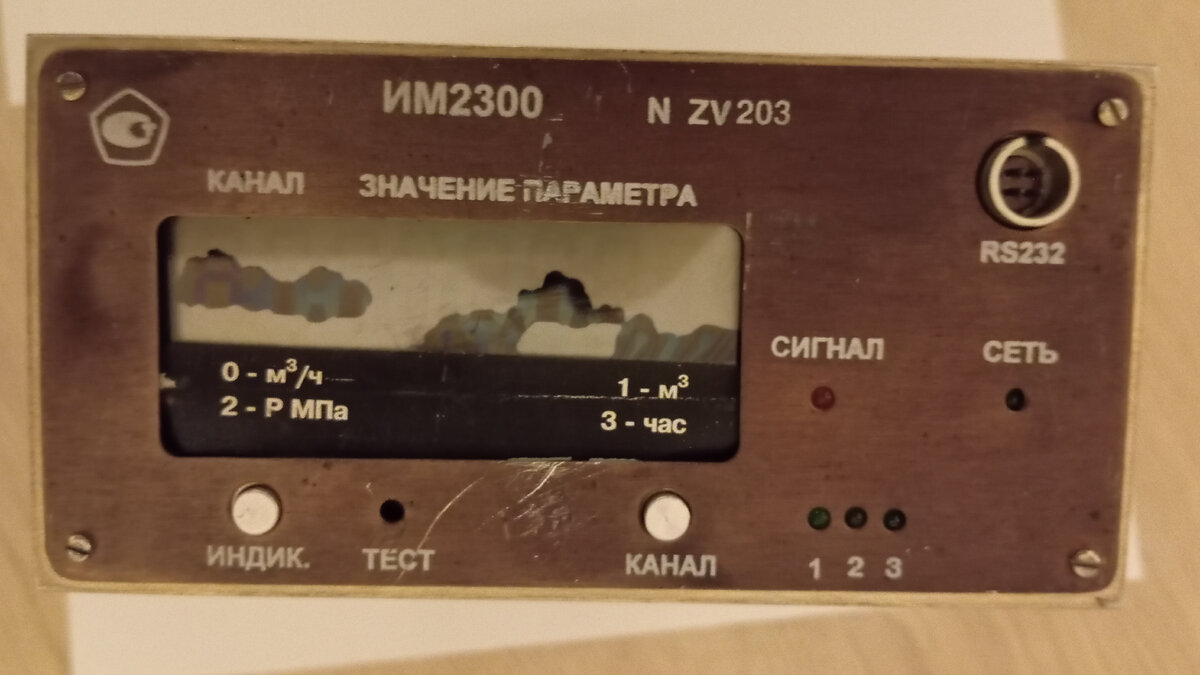 ИМ2300 N ZV 203
КАНАЛ ЗНАЧЕНИЕ ПАРАМЕТРА
RS232
0 - м³/ч 1 - м³
2 - Р МПа 3 - час
СИГНАЛ СЕТЬ
ИНДИК. ТЕСТ КАНАЛ 1 2 3